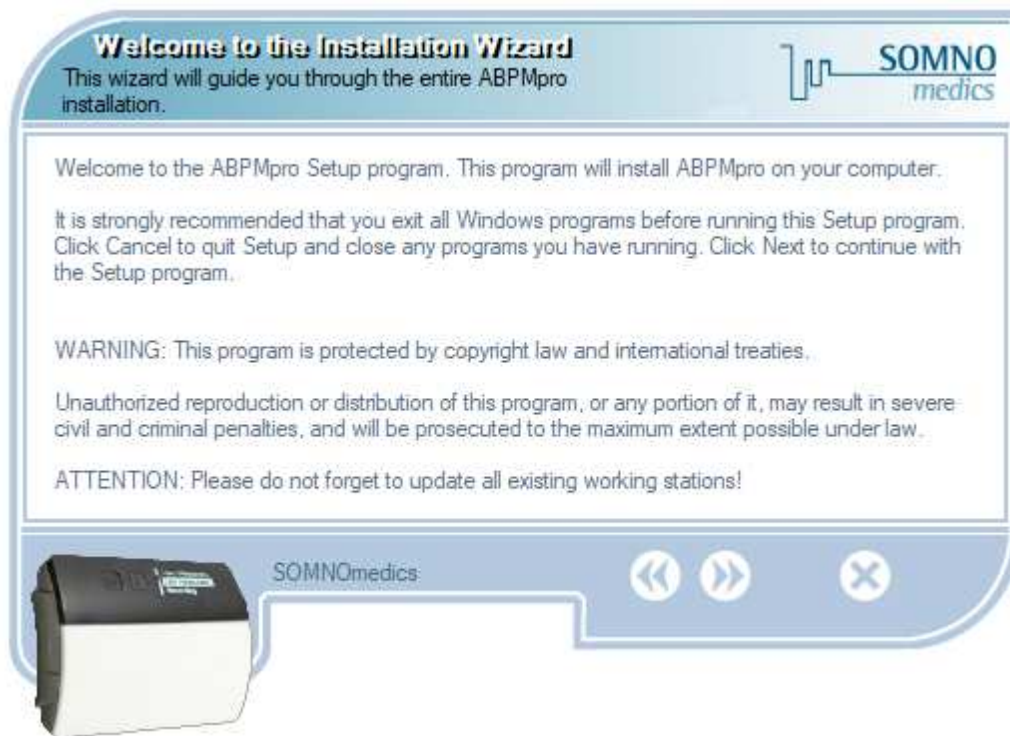 Welcome to the Installation Wizard
This wizard will guide you through the entire ABPMpro
installation.
SOMNO
medics
Welcome to the ABPMpro Setup program. This program will install ABPMpro on your computer.
It is strongly recommended that you exit all Windows programs before running this Setup program.
Click Cancel to quit Setup and close any programs you have running. Click Next to continue with
the Setup program.
WARNING: This program is protected by copyright law and international treaties.
Unauthorized reproduction or distribution of this program, or any portion of it, may result in severe
civil and criminal penalties, and will be prosecuted to the maximum extent possible under law.
ATTENTION: Please do not forget to update all existing working stations!
SOMNOmedics